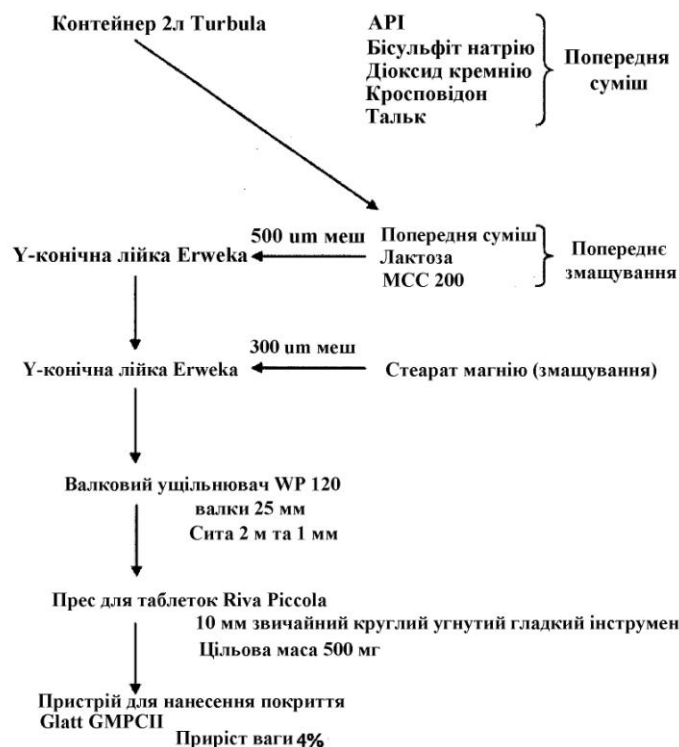 Контейнер 2л Turbula
API
Бісульфіт натрію
Діоксид кремнію
Кросповідон
Тальк
Попередня
суміш
500 um меш
Y-конічна лійка Erweka
Попередня суміш
Лактоза
MCC 200
Попереднє
змащування
300 um меш
Y-конічна лійка Erweka
Стеарат магнію (змащування)
Валковий ущільнювач WP 120
валки 25 мм
Сита 2 м та 1 мм
Прес для таблеток Riva Piccola
10 мм звичайний круглий угнутий гладкий інструмен
Цільова маса 500 мг
Пристрій для нанесення покриття
Glatt GMPCII
Приріст ваги 4%